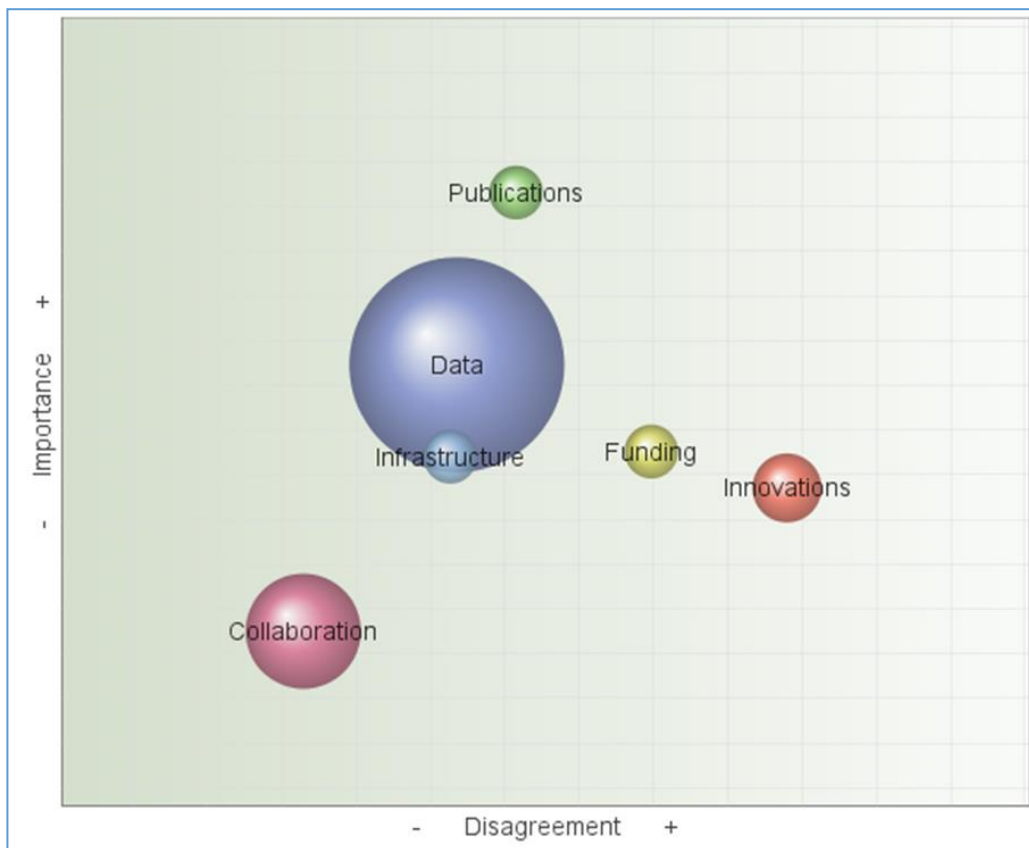 Publications
Data
Infrastructure
Funding
Innovations
Collaboration
- Importance +
- Disagreement +